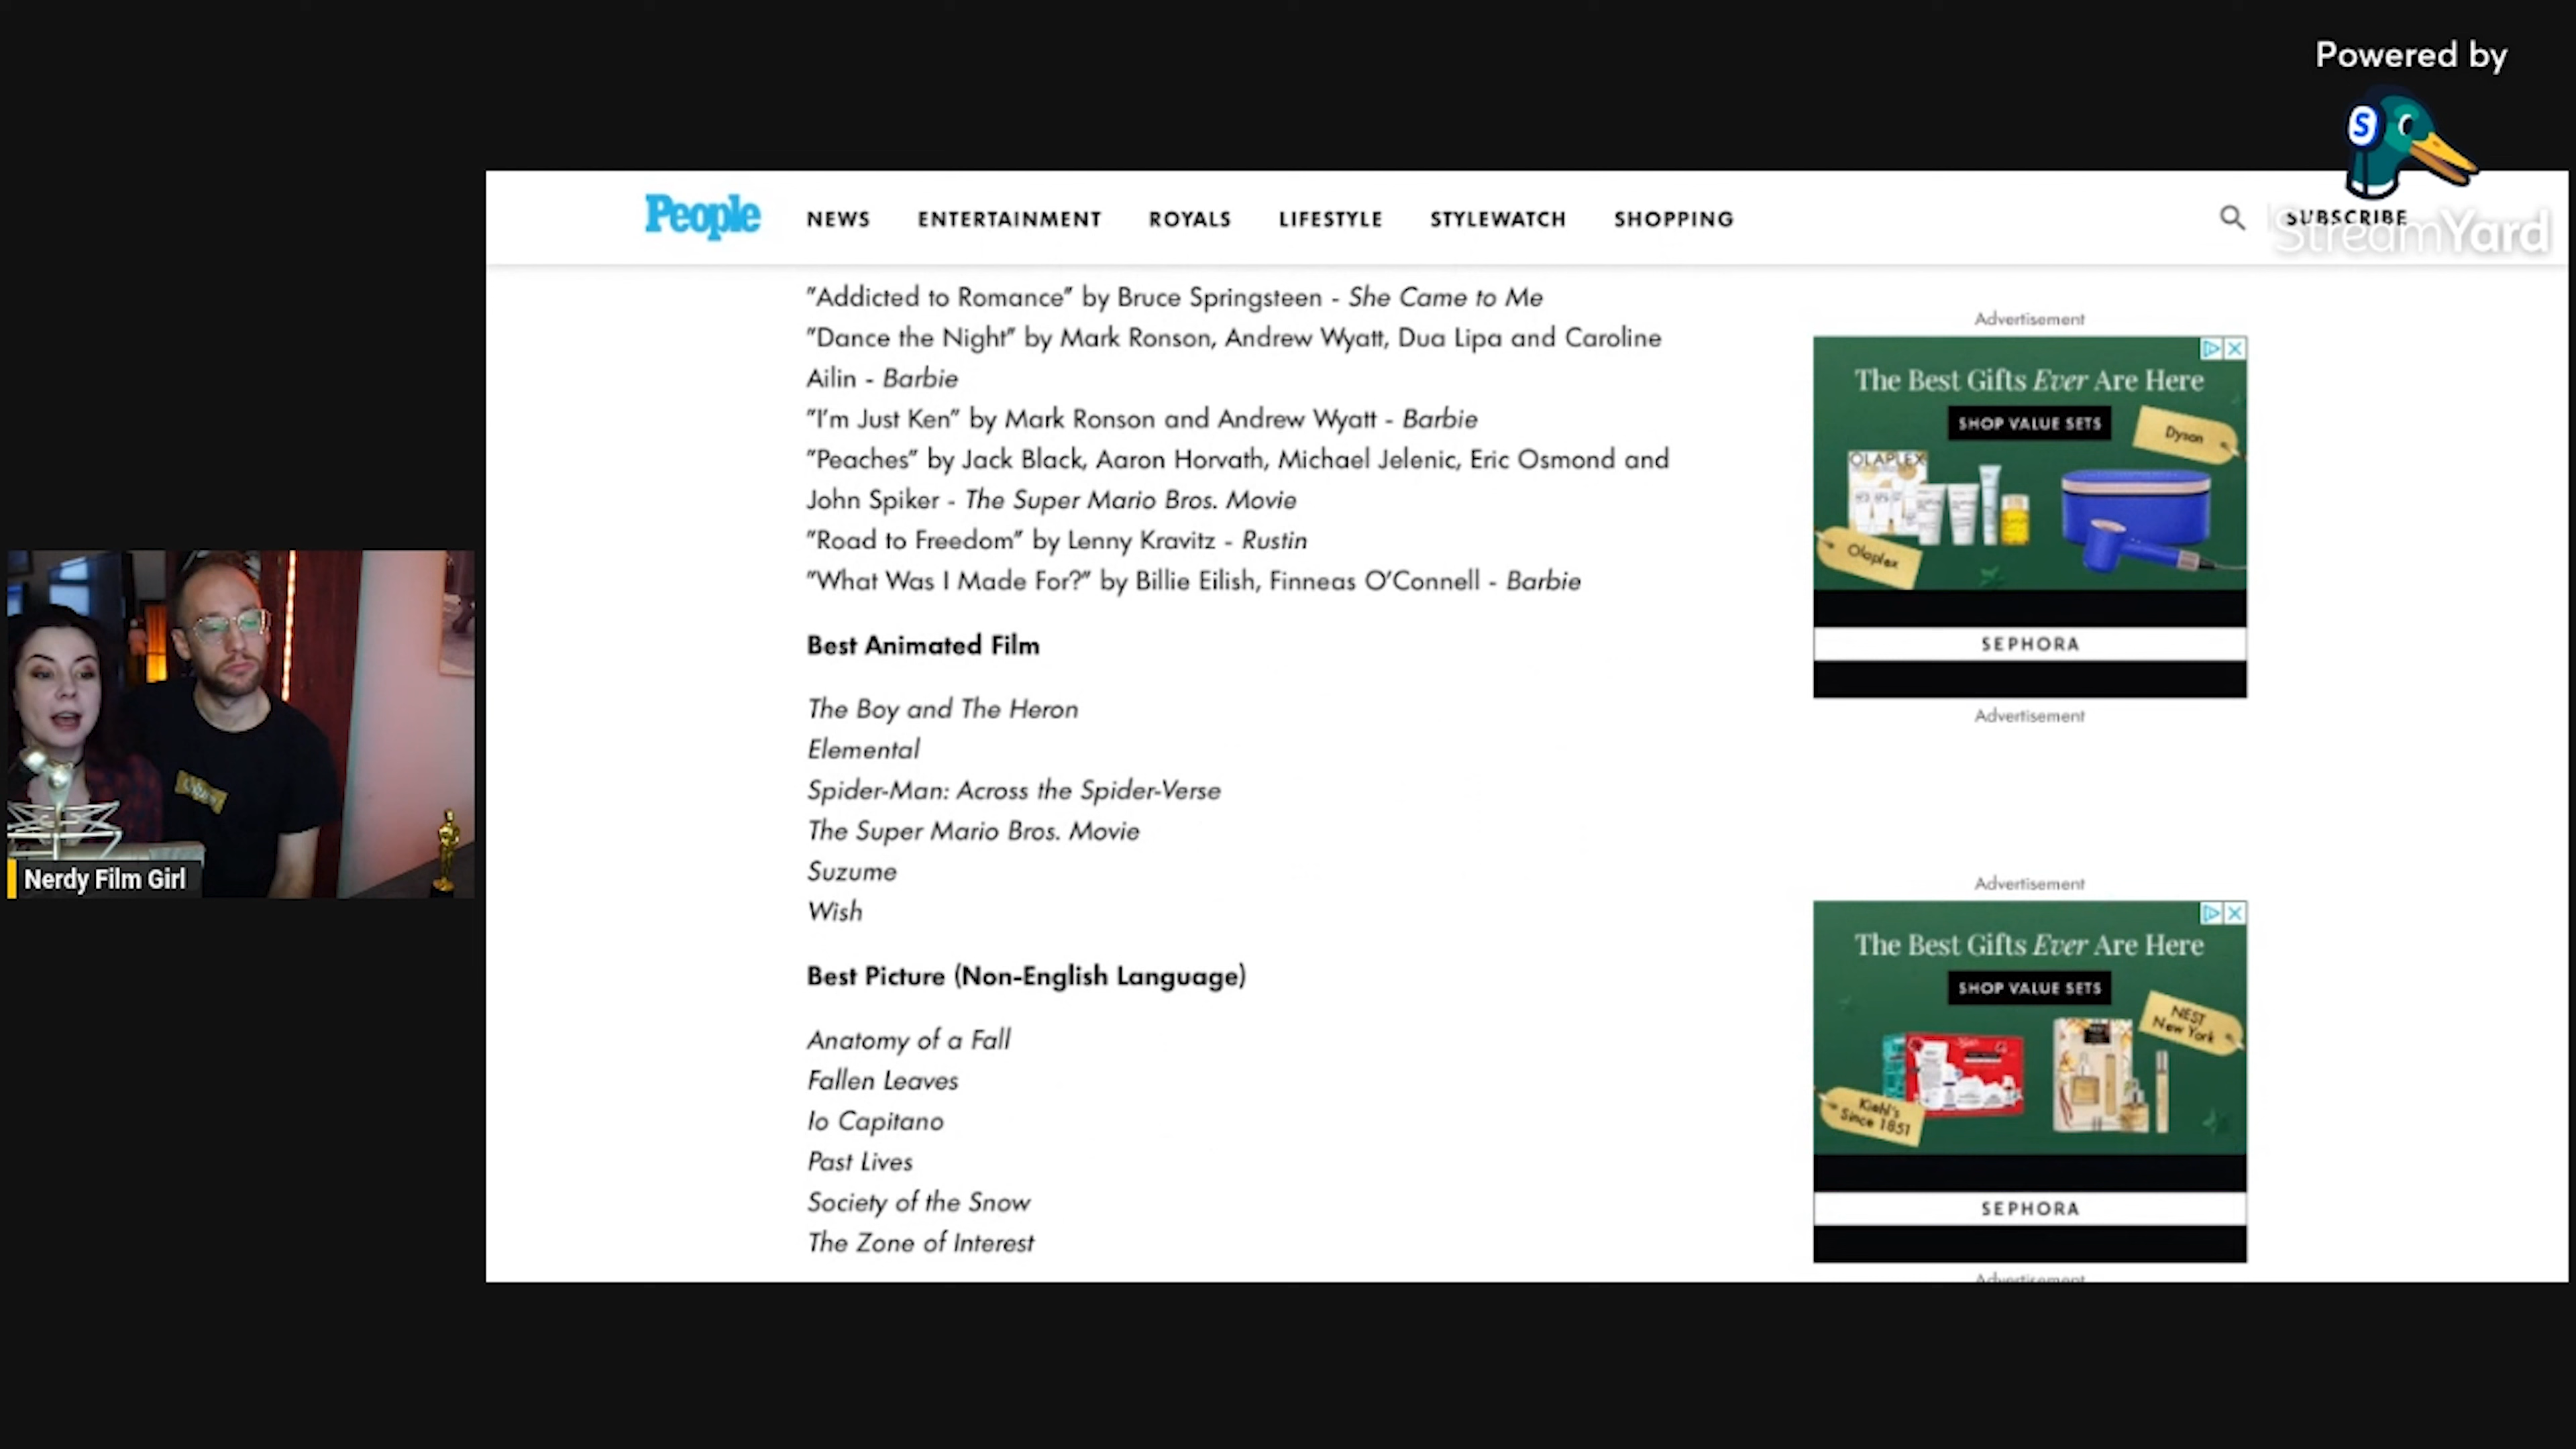 Powered by
S
StreamYard
People
NEWS ENTERTAINMENT ROYALS LIFESTYLE STYLEWATCH SHOPPING
SUBSCRIBE
"Addicted to Romance" by Bruce Springsteen - She Came to Me
"Dance the Night" by Mark Ronson, Andrew Wyatt, Dua Lipa and Caroline
Ailin - Barbie
"I'm Just Ken" by Mark Ronson and Andrew Wyatt - Barbie
"Peaches" by Jack Black, Aaron Horvath, Michael Jelenic, Eric Osmond and
John Spiker - The Super Mario Bros. Movie
"Road to Freedom" by Lenny Kravitz - Rustin
"What Was I Made For?" by Billie Eilish, Finneas O'Connell - Barbie
Best Animated Film
The Boy and The Heron
Elemental
Spider-Man: Across the Spider-Verse
The Super Mario Bros. Movie
Suzume
Wish
Best Picture (Non-English Language)
Anatomy of a Fall
Fallen Leaves
Io Capitano
Past Lives
Society of the Snow
The Zone of Interest
Advertisement
The Best Gifts Ever Are Here
SHOP VALUE SETS
Dyson
OLAPLEX
Olaplex
SEPHORA
Advertisement
Advertisement
The Best Gifts Ever Are Here
SHOP VALUE SETS
NEST
New York
Kiehl's
Since 1851
SEPHORA
Advertisement
Nerdy Film Girl